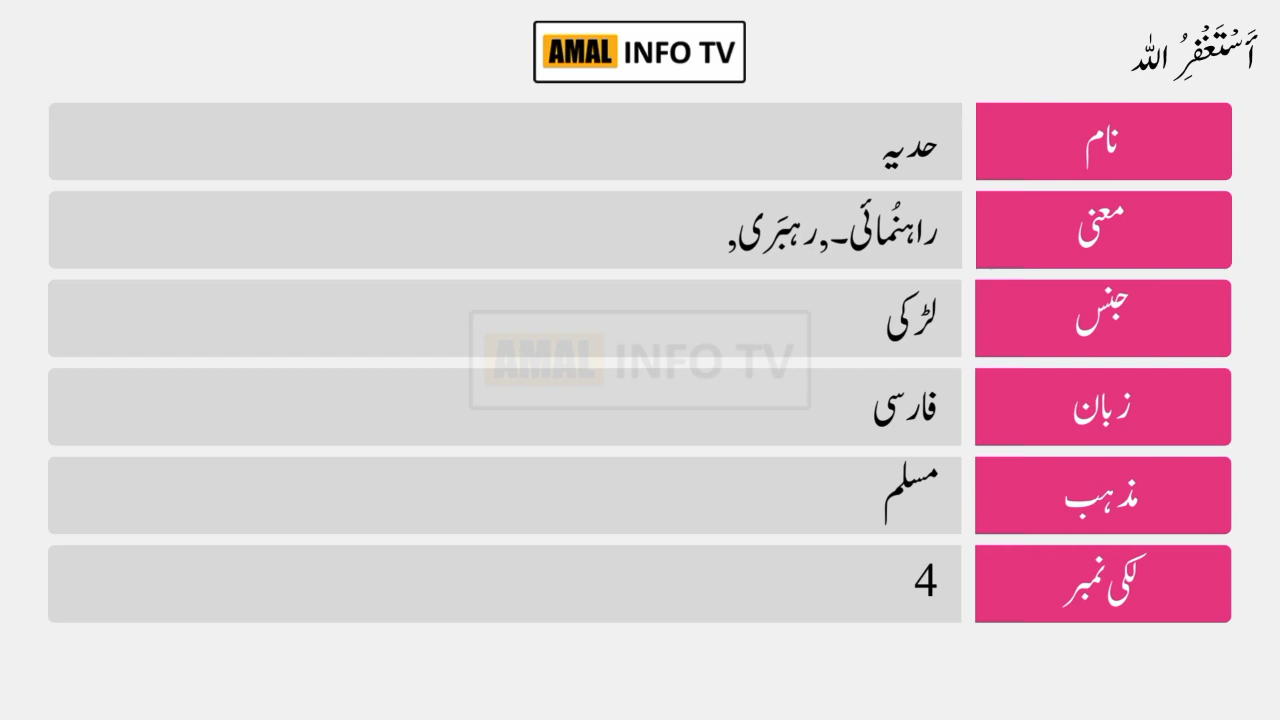 AMAL INFO TV
أَسْتَغْفِرُ اللّٰہ
نام
حدیہ
معنی
راہنُمائی۔,رہبَری,
جنس
لڑکی
زبان
فارسی
مذہب
مسلم
لکی نمبر
4
AMAL INFO TV